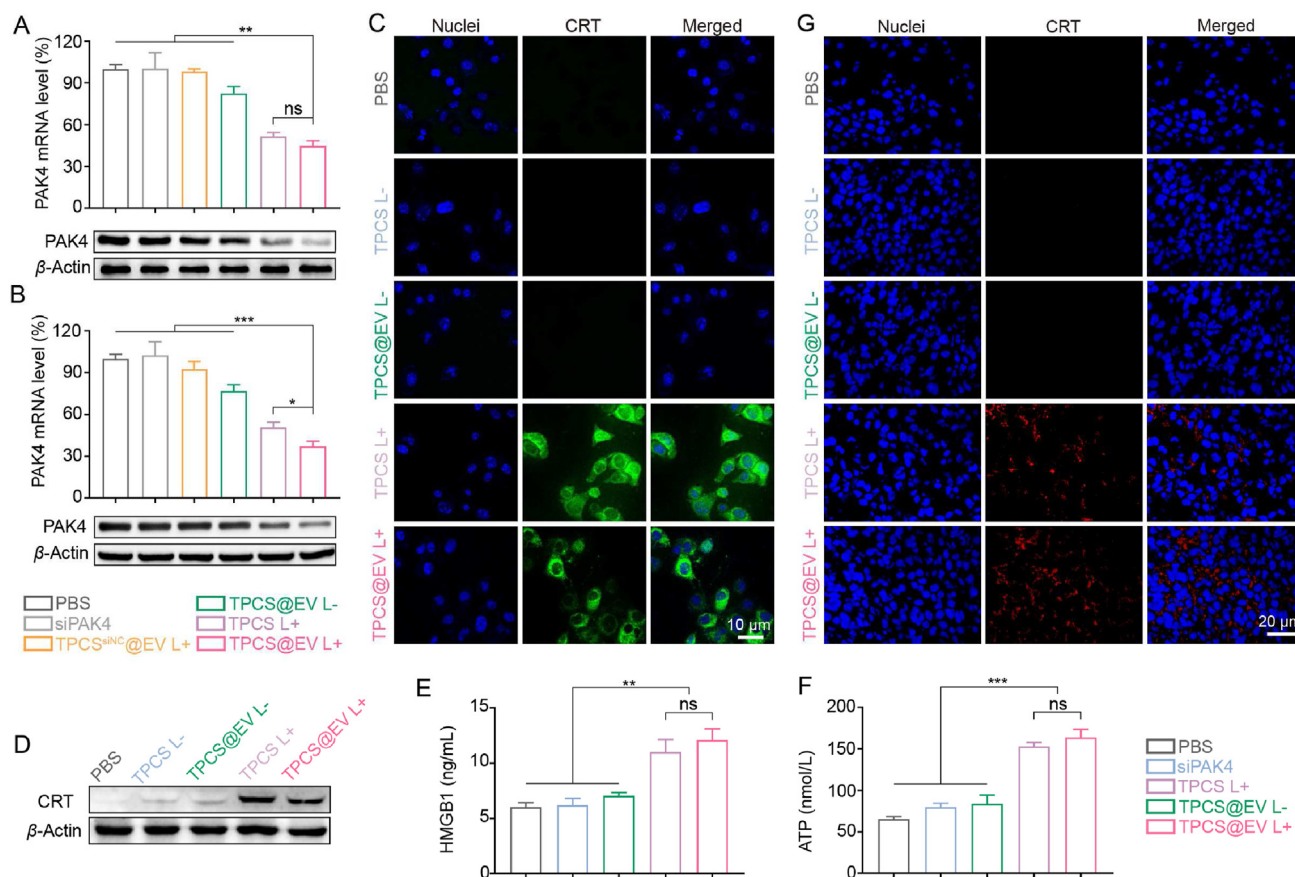 A
PAK4 mRNA level (%)
120
90
60
30
0
**
ns
PAK4
β-Actin
B
PAK4 mRNA level (%)
120
90
60
30
0
***
*
PAK4
β-Actin
PBS
siPAK4
TPCSsiNC@EV L+
TPCS@EV L-
TPCS L+
TPCS@EV L+
C
Nuclei CRT Merged
PBS
TPCS L-
TPCS@EV L-
TPCS L+
TPCS@EV L+
10 μm
G
Nuclei CRT Merged
PBS
TPCS L-
TPCS@EV L-
TPCS L+
TPCS@EV L+
20 μm
D
PBS TPCS L- TPCS@EV L- TPCS L+ TPCS@EV L+
CRT
β-Actin
E
HMGB1 (ng/mL)
15
10
5
0
**
ns
F
ATP (nmol/L)
200
150
100
50
0
***
ns
PBS
siPAK4
TPCS L+
TPCS@EV L-
TPCS@EV L+